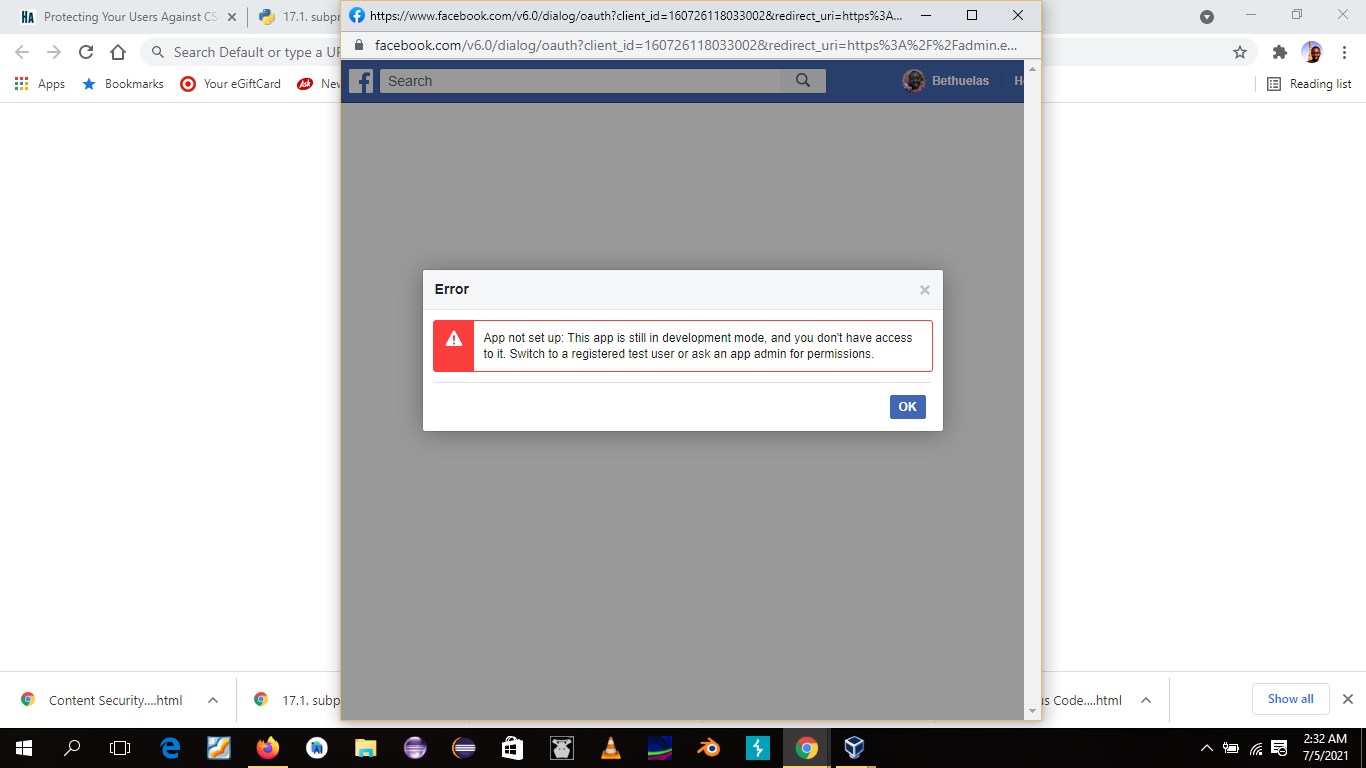 https://www.facebook.com/v6.0/dialog/oauth?client_id=160726118033002&redirect_uri=https%3A...
Protecting Your Users Against CS
17.1. subpr
facebook.com/v6.0/dialog/oauth?client_id=160726118033002&redirect_uri=https%3A%2F%2Fadmin.e...
Search Default or type a UR
Apps
Bookmarks
Your eGiftCard
Ask
New
Reading list
Search
Bethuelas
Ho
Error
App not set up: This app is still in development mode, and you don't have access
to it. Switch to a registered test user or ask an app admin for permissions.
OK
Content Security....html
17.1. subp
s Code....html
Show all
2:32 AM
7/5/2021